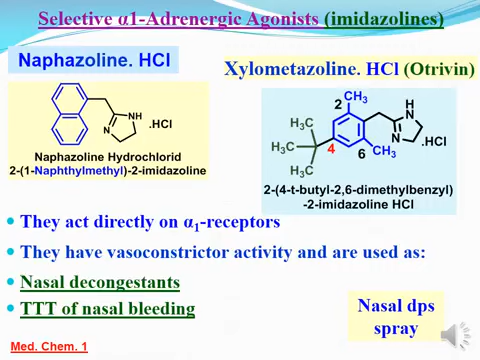 Selective α1-Adrenergic Agonists (imidazolines)
Naphazoline. HCl
NH
N
.HCl
Naphazoline Hydrochlorid
2-(1-Naphthylmethyl)-2-imidazoline
Xylometazoline. HCl (Otrivin)
CH3
2
H
N
H3C
H3C
4
N
.HCl
6
CH3
H3C
2-(4-t-butyl-2,6-dimethylbenzyl)
-2-imidazoline HCl
They act directly on α1-receptors
They have vasoconstrictor activity and are used as:
Nasal decongestants
TTT of nasal bleeding
Nasal dps
spray
Med. Chem. 1